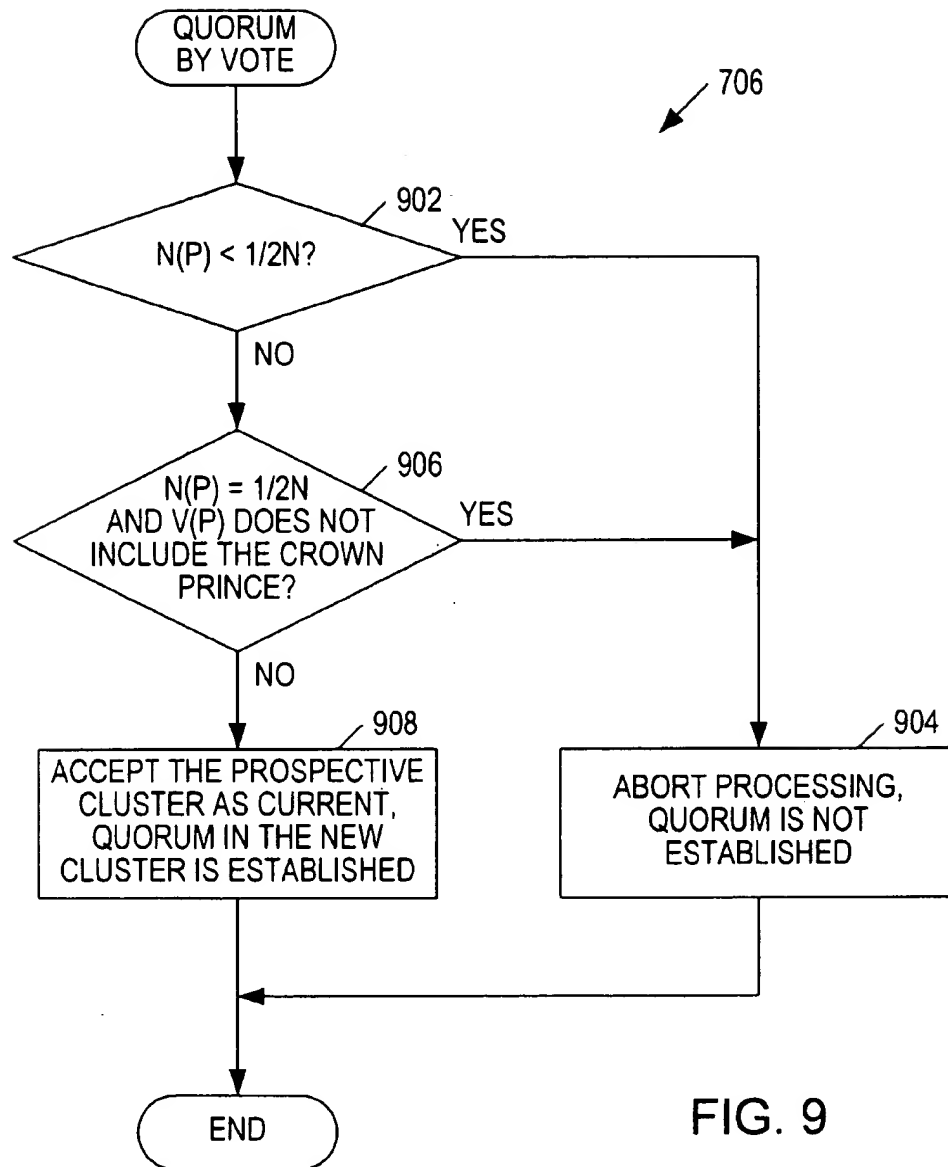 QUORUM
BY VOTE
706
902
N(P) < 1/2N?
YES
NO
906
N(P) = 1/2N
AND V(P) DOES NOT
INCLUDE THE CROWN
PRINCE?
YES
NO
908
ACCEPT THE PROSPECTIVE
CLUSTER AS CURRENT,
QUORUM IN THE NEW
CLUSTER IS ESTABLISHED
904
ABORT PROCESSING,
QUORUM IS NOT
ESTABLISHED
END
FIG. 9